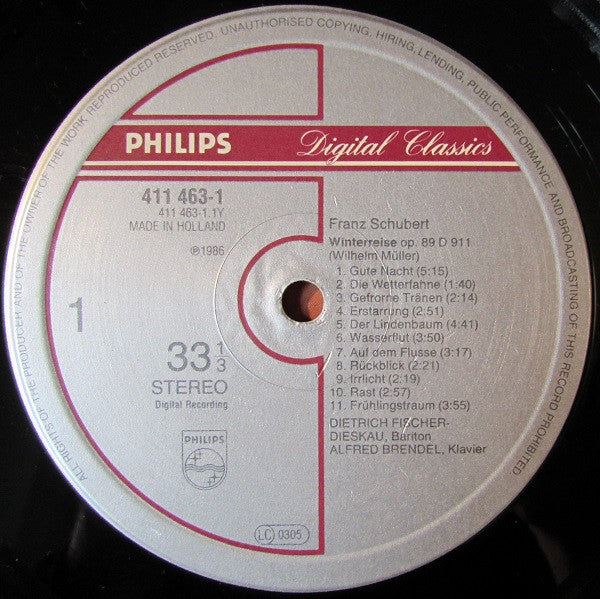 ALL RIGHTS OF THE PRODUCER AND OF THE OWNER OF THE WORK REPRODUCED RESERVED. UNAUTHORISED COPYING, HIRING, LENDING, PUBLIC PERFORMANCE AND BROADCASTING OF THIS RECORD PROHIBITED
PHILIPS Digital Classics
411 463-1
411 463-1.1Y
MADE IN HOLLAND
℗1986
1
33 1/3
STEREO
Digital Recording
PHILIPS
Franz Schubert
Winterreise op. 89 D 911
(Wilhelm Müller)
1. Gute Nacht (5:15)
2. Die Wetterfahne (1:40)
3. Gefrorne Tränen (2:14)
4. Erstarrung (2:51)
5. Der Lindenbaum (4:41)
6. Wasserflut (3:50)
7. Auf dem Flusse (3:17)
8. Rückblick (2:21)
9. Irrlicht (2:19)
10. Rast (2:57)
11. Frühlingstraum (3:55)
DIETRICH FISCHER-
DIESKAU, Bariton
ALFRED BRENDEL, Klavier
LC 0305